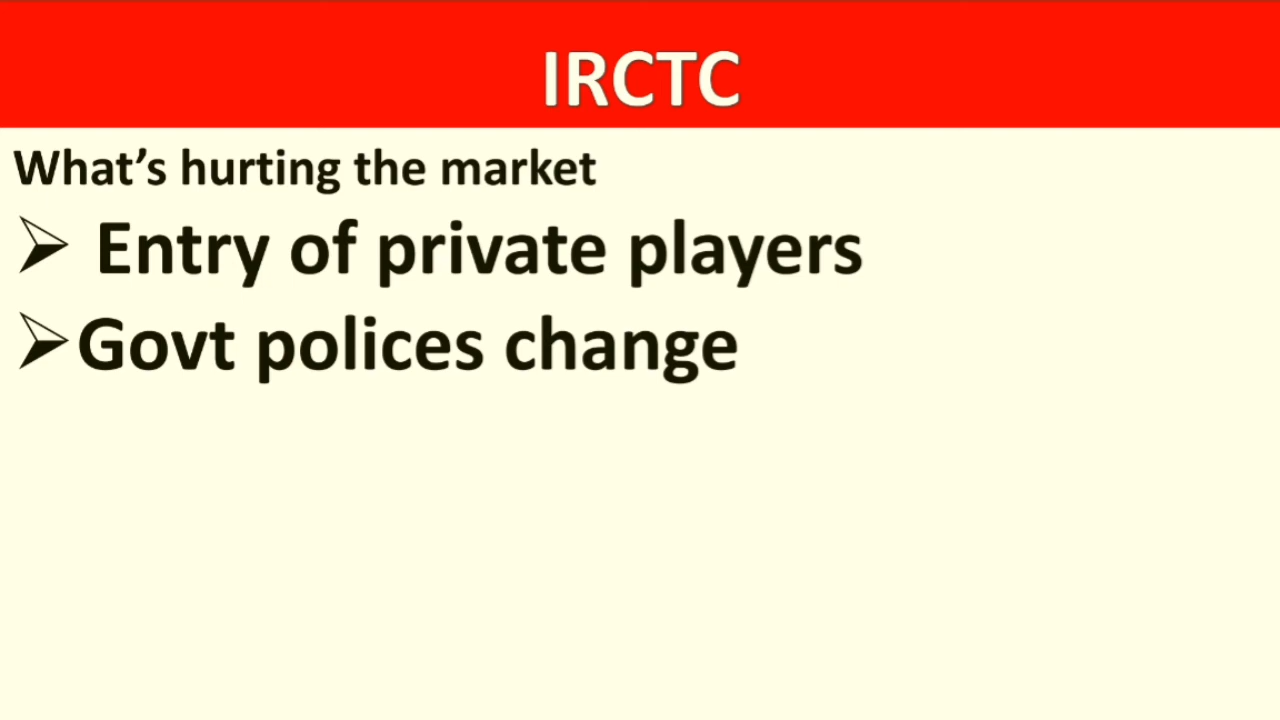 IRCTC
What’s hurting the market
➢ Entry of private players
➢Govt polices change